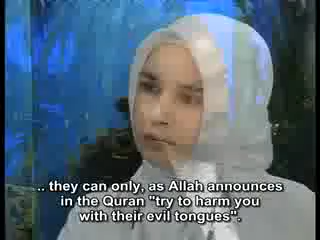 .. they can only, as Allah announces
in the Quran "try to harm you
with their evil tongues".